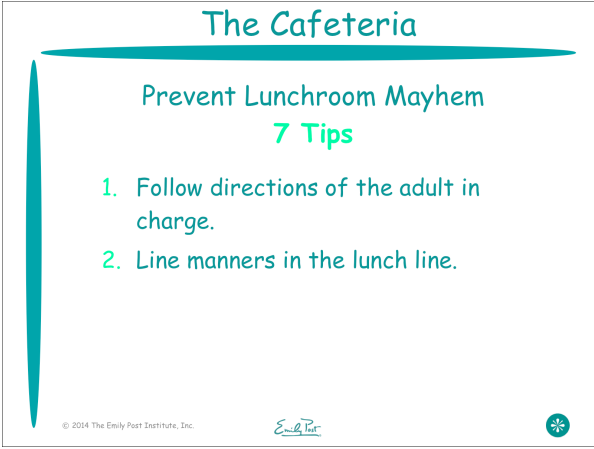 The Cafeteria
Prevent Lunchroom Mayhem
7 Tips
1. Follow directions of the adult in
charge.
2. Line manners in the lunch line.
© 2014 The Emily Post Institute, Inc.
Emily Post